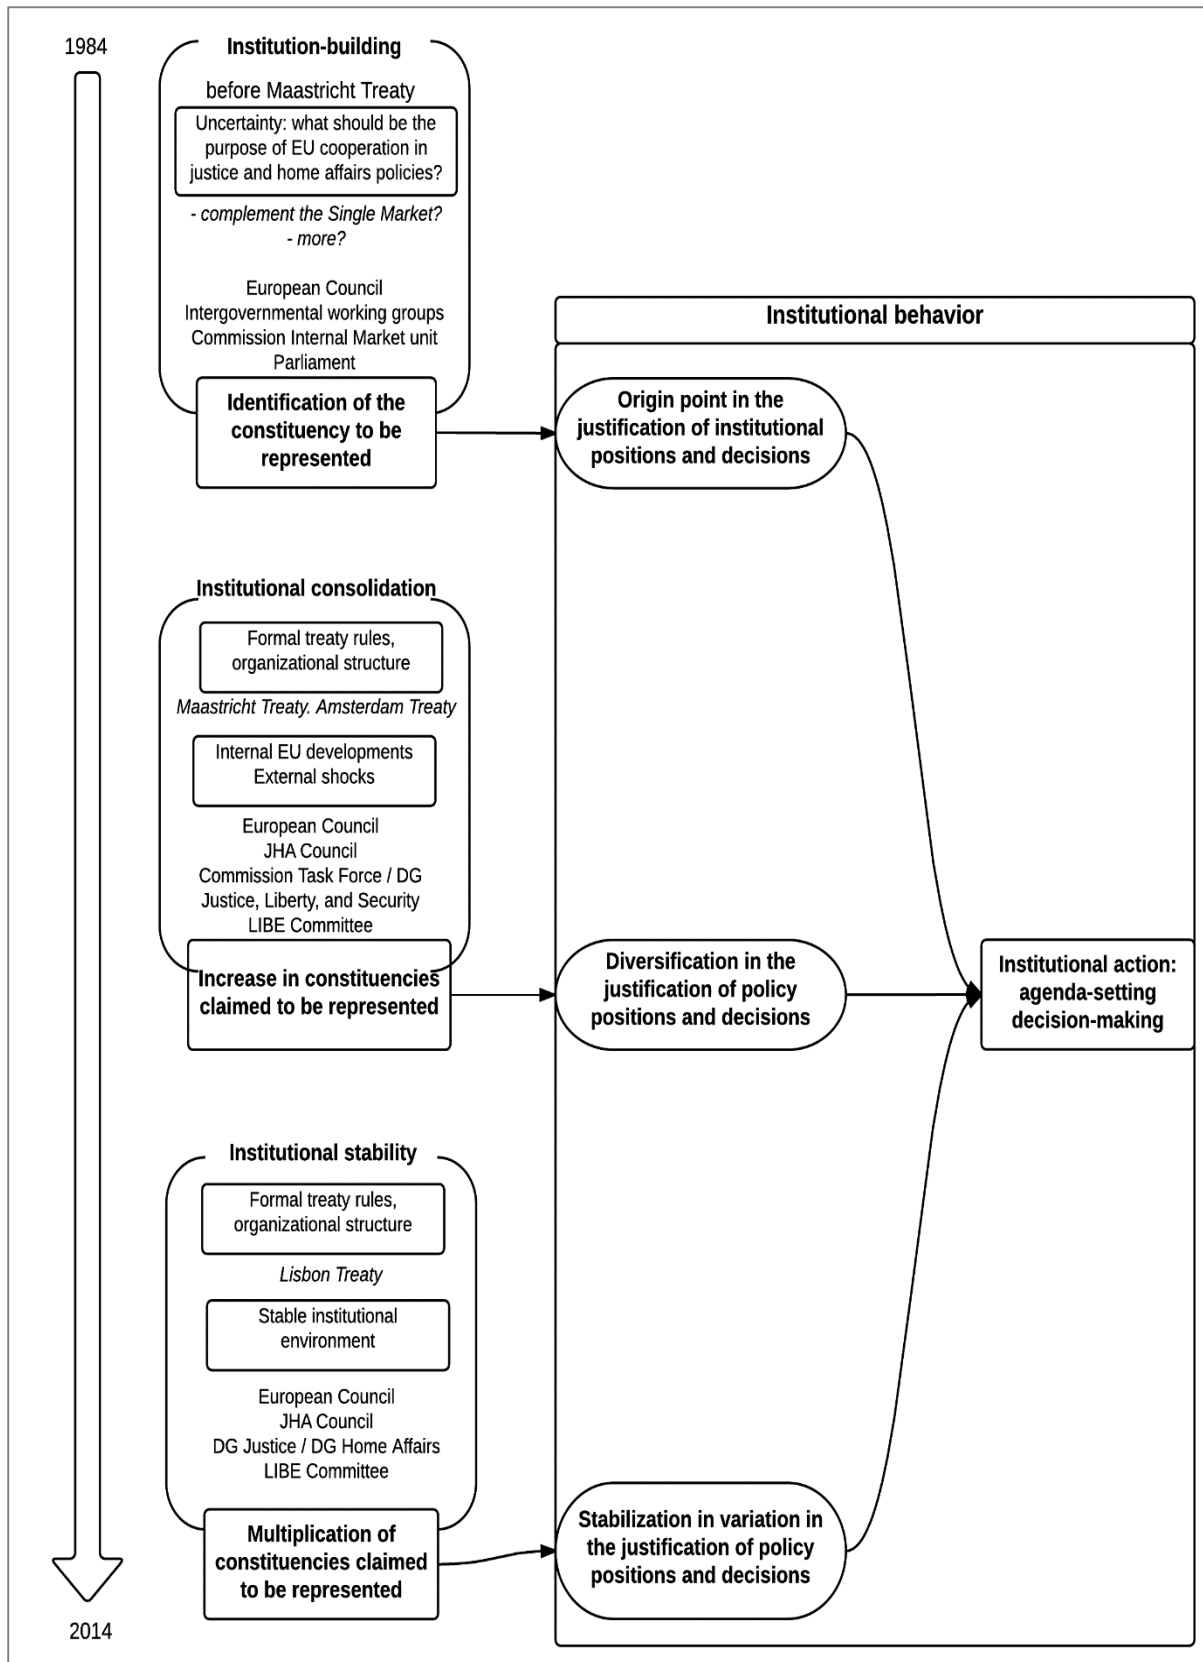 1984
Institution-building
before Maastricht Treaty
Uncertainty: what should be the
purpose of EU cooperation in
justice and home affairs policies?
- complement the Single Market?
- more?
European Council
Intergovernmental working groups
Commission Internal Market unit
Parliament
Identification of the
constituency to be
represented
Institutional behavior
Origin point in the
justification of institutional
positions and decisions
Institutional consolidation
Formal treaty rules,
organizational structure
Maastricht Treaty. Amsterdam Treaty
Internal EU developments
External shocks
European Council
JHA Council
Commission Task Force / DG
Justice, Liberty, and Security
LIBE Committee
Increase in constituencies
claimed to be represented
Diversification in the
justification of policy
positions and decisions
Institutional action:
agenda-setting
decision-making
Institutional stability
Formal treaty rules,
organizational structure
Lisbon Treaty
Stable institutional
environment
European Council
JHA Council
DG Justice / DG Home Affairs
LIBE Committee
Multiplication of
constituencies claimed
to be represented
Stabilization in variation in
the justification of policy
positions and decisions
2014